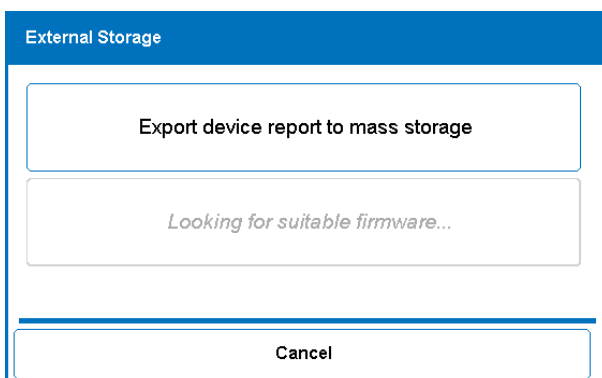 External Storage
Export device report to mass storage
Looking for suitable firmware...
Cancel